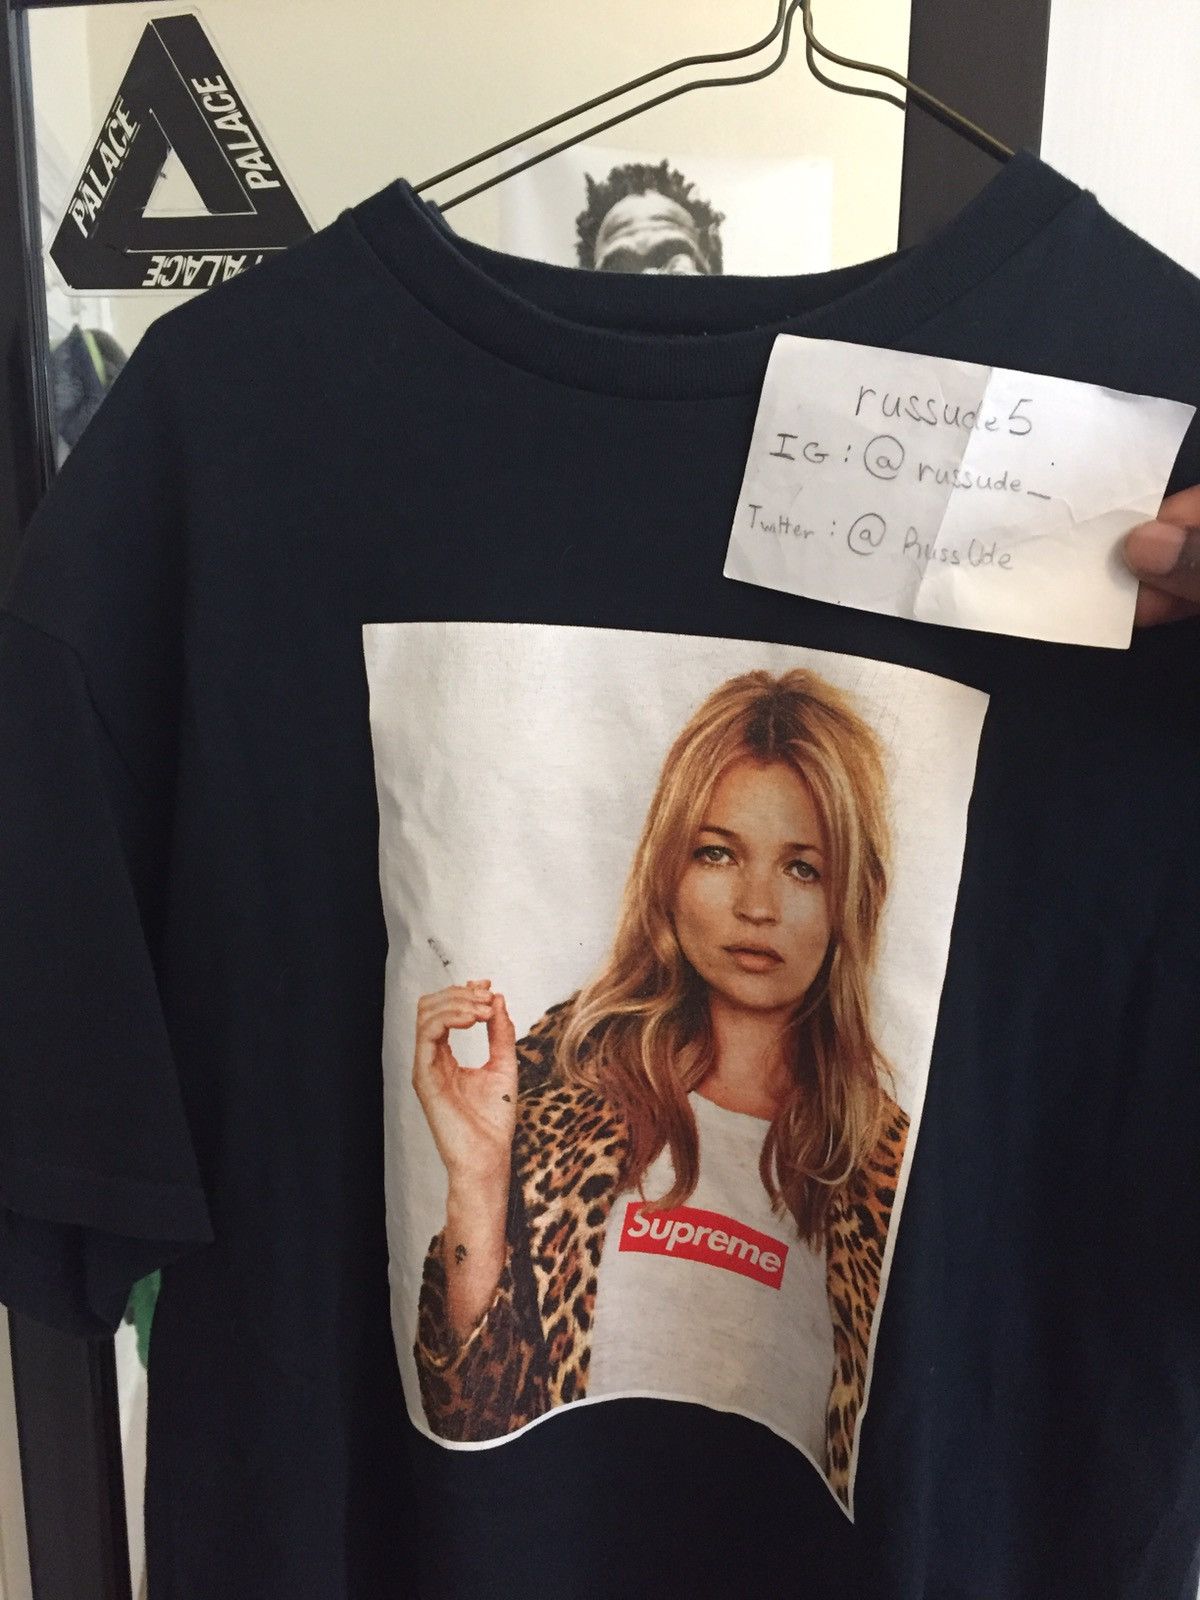 PALACE
PALACE
PALACE
russude5
IG: @russude_
Twitter: @RussUde
Supreme